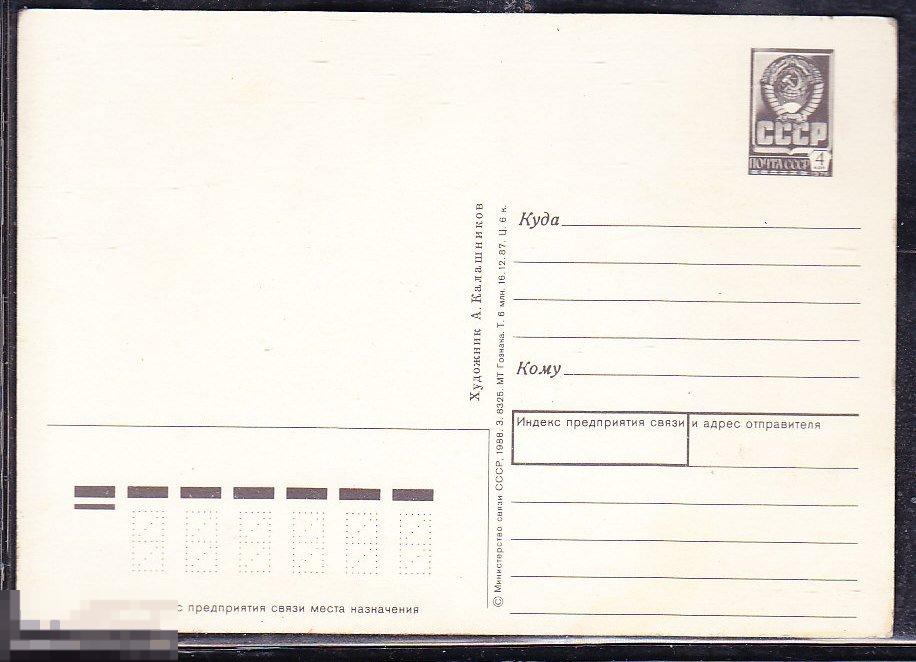 СССР
ПОЧТА СССР
4
Художник А. Калашников
© Министерство связи СССР, 1988. З. 8325. МТ Гознака. Т. 6 млн. 16.12.87. Ц. 6 к.
Куда
Кому
Индекс предприятия связи и адрес отправителя
предприятия связи места назначения